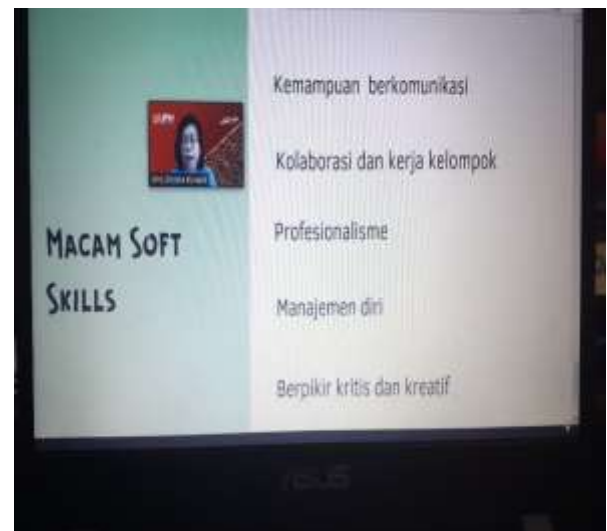 MACAM SOFT
SKILLS
Kemampuan berkomunikasi
Kolaborasi dan kerja kelompok
Profesionalisme
Manajemen diri
Berpikir kritis dan kreatif
ASUS